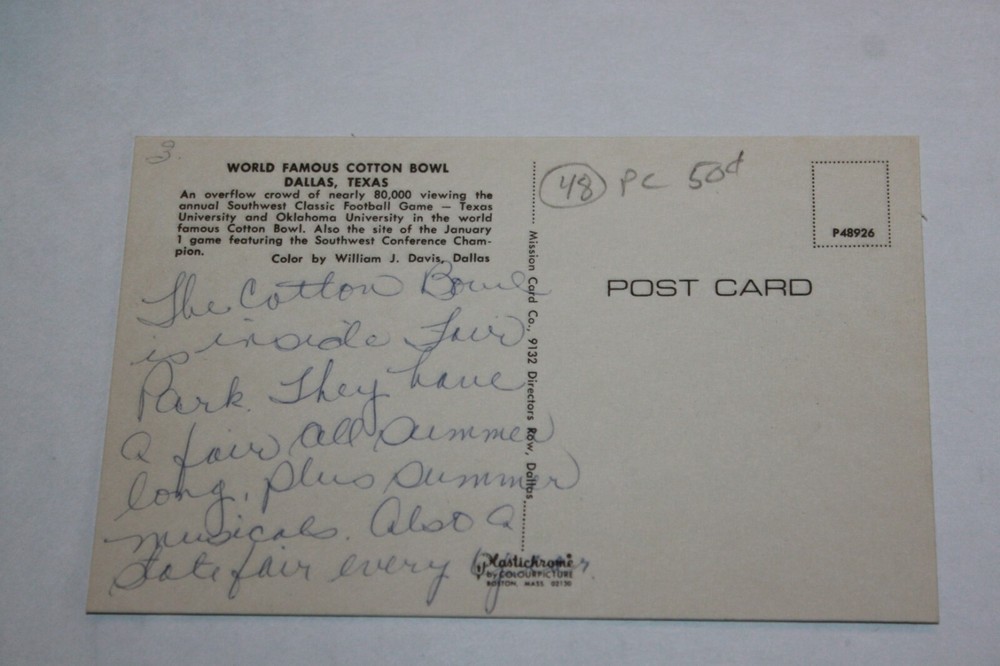 3.
WORLD FAMOUS COTTON BOWL
DALLAS, TEXAS
An overflow crowd of nearly 80,000 viewing the
annual Southwest Classic Football Game — Texas
University and Oklahoma University in the world
famous Cotton Bowl. Also the site of the January
1 game featuring the Southwest Conference Cham-
pion.
Color by William J. Davis, Dallas
The Cotton Bowl
is inside Fair
Park. They have
a fair all summer
long, plus summer
musicals. Also a
State fair every
Mission Card Co., 9132 Directors Row, Dallas
Plastichrome
by COLOURPICTURE
BOSTON, MASS. 02130
48 PC 50¢
P48926
POST CARD